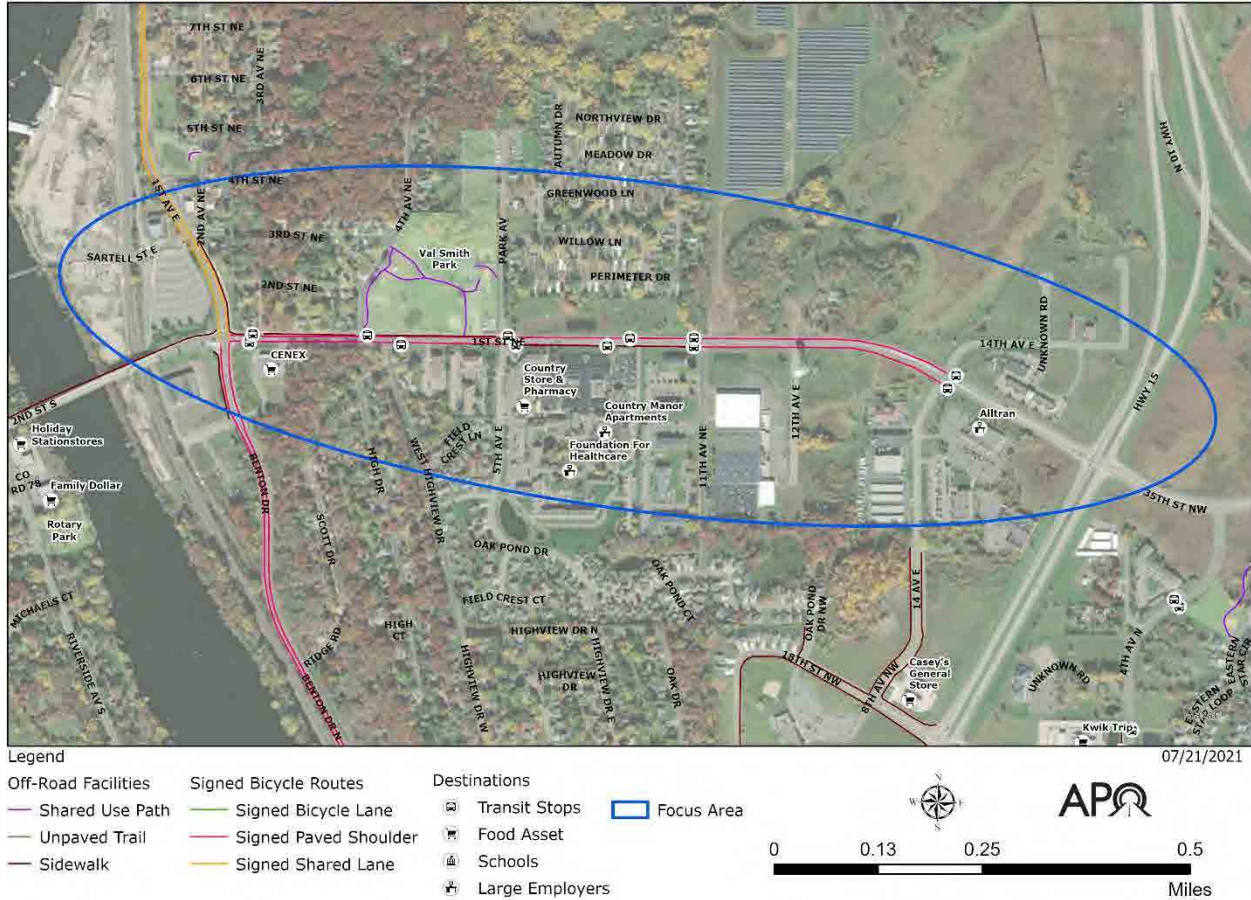 7TH ST NE
6TH ST NE
3RD AV NE
5TH ST NE
4TH ST NE
1ST AV E
2ND AV NE
3RD ST NE
4TH AV NE
SARTELL ST E
2ND ST NE
Val Smith
Park
PARK AV
AUTUMN DR
NORTHVIEW DR
MEADOW DR
GREENWOOD LN
WILLOW LN
PERIMETER DR
HWY 10 N
HWY 15
UNKNOWN RD
14TH AV E
1ST ST NE
CENEX
Country
Store &
Pharmacy
Country Manor
Apartments
Foundation For
Healthcare
12TH AV E
11TH AV NE
Alltran
35TH ST NW
2ND ST S
Holiday
Stationstores
CO
RD 78
Family Dollar
Rotary
Park
BENTON DR
HIGH DR
WEST HIGHVIEW DR
FIELD
CREST LN
5TH AV E
SCOTT DR
OAK POND DR
OAK POND CT
FIELD CREST CT
MICHAELS CT
RIVERSIDE AV S
RIDGE RD
HIGH
CT
HIGHVIEW DR N
HIGHVIEW
DR
HIGHVIEW DR W
HIGHVIEW DR E
OAK DR
BENTON DR N
OAK POND
DR NW
14 AV E
18TH ST NW
8TH AV NW
Casey's
General
Store
UNKNOWN RD
4TH AV N
Kwik Trip
EASTERN
STAR CIR
EASTERN
STAR LOOP
07/21/2021
Legend
Off-Road Facilities
Shared Use Path
Unpaved Trail
Sidewalk
Signed Bicycle Routes
Signed Bicycle Lane
Signed Paved Shoulder
Signed Shared Lane
Destinations
Transit Stops
Food Asset
Schools
Large Employers
Focus Area
N
W E
S
APO
0 0.13 0.25 0.5
Miles